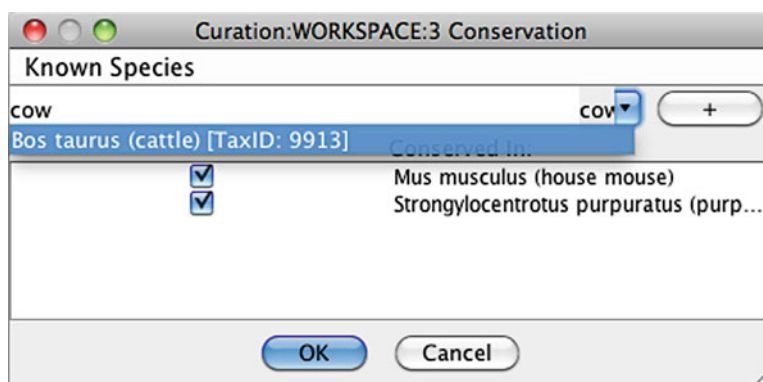 Curation:WORKSPACE:3 Conservation
Known Species
cow cow +
Bos taurus (cattle) [TaxID: 9913]
Conserved In:
Mus musculus (house mouse)
Strongylocentrotus purpuratus (purp...
OK Cancel